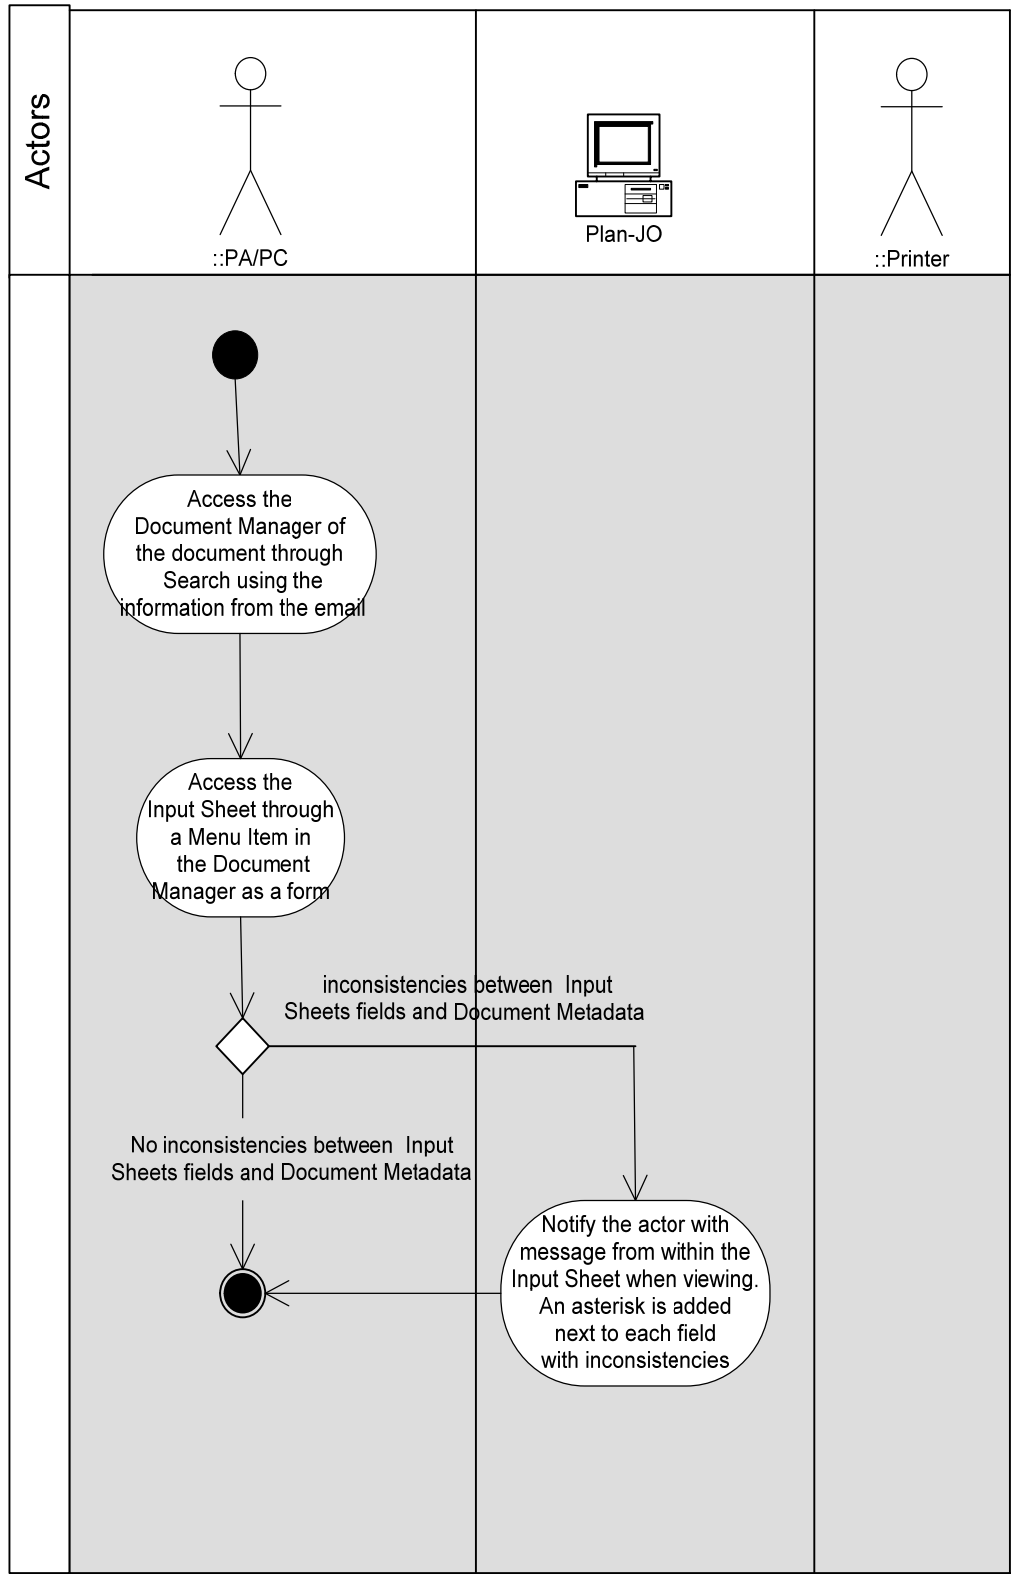 Actors
::PA/PC
Plan-JO
::Printer
Access the
Document Manager of
the document through
Search using the
information from the email
Access the
Input Sheet through
a Menu Item in
the Document
Manager as a form
inconsistencies between Input
Sheets fields and Document Metadata
No inconsistencies between Input
Sheets fields and Document Metadata
Notify the actor with
message from within the
Input Sheet when viewing.
An asterisk is added
next to each field
with inconsistencies